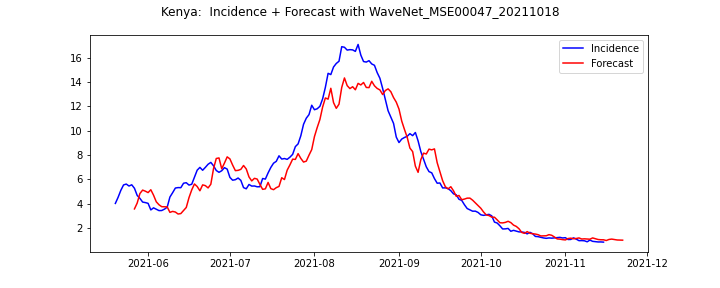 Kenya:  Incidence + Forecast with WaveNet_MSE00047_20211018
Incidence
Forecast
16
14
12
10
8
6
4
2
2021-06 2021-07 2021-08 2021-09 2021-10 2021-11 2021-12